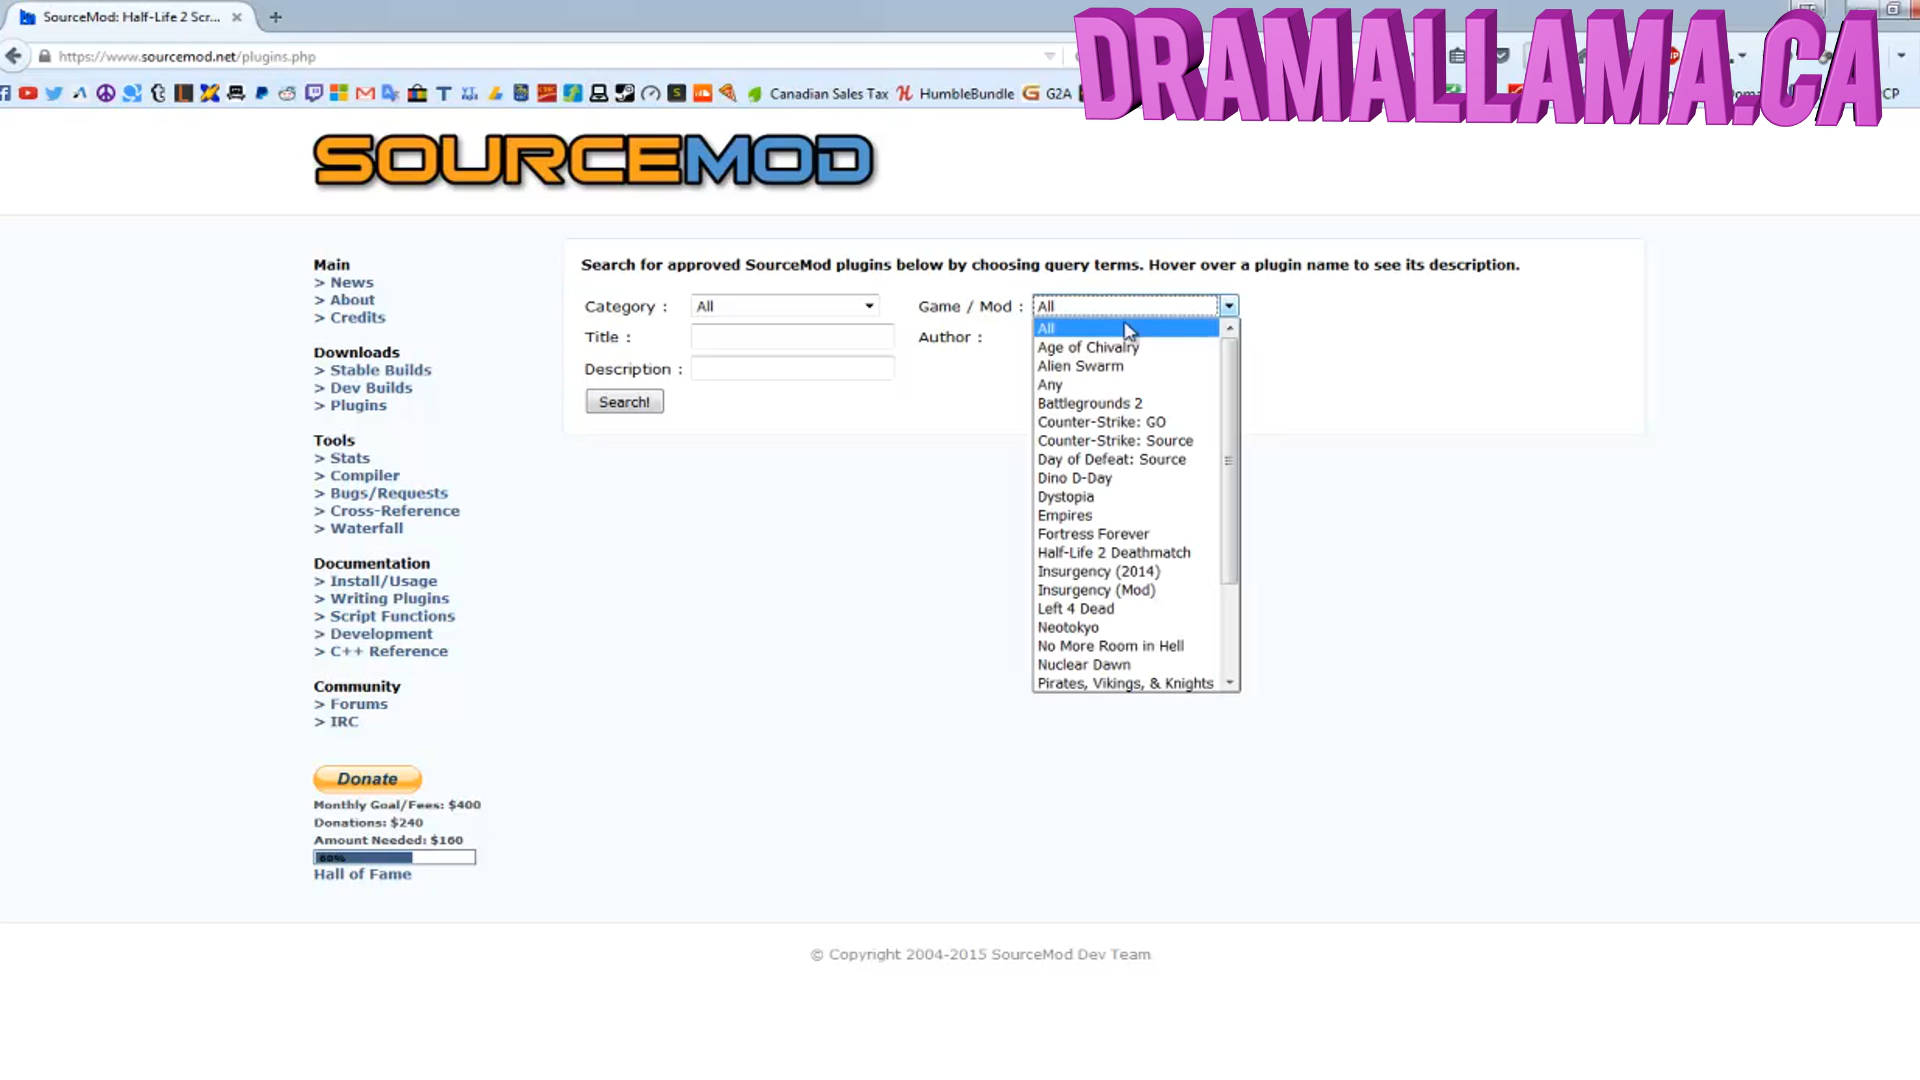 SourceMod: Half-Life 2 Scr...
https://www.sourcemod.net/plugins.php
Canadian Sales Tax
HumbleBundle
G2A
DRAMALLAMA.CA
SOURCEMOD
Main
> News
> About
> Credits
Downloads
> Stable Builds
> Dev Builds
> Plugins
Tools
> Stats
> Compiler
> Bugs/Requests
> Cross-Reference
> Waterfall
Documentation
> Install/Usage
> Writing Plugins
> Script Functions
> Development
> C++ Reference
Community
> Forums
> IRC
Donate
Monthly Goal/Fees: $400
Donations: $240
Amount Needed: $160
60%
Hall of Fame
Search for approved SourceMod plugins below by choosing query terms. Hover over a plugin name to see its description.
Category : All
Game / Mod : All
Title :
Author :
Description :
Search!
All
Age of Chivalry
Alien Swarm
Any
Battlegrounds 2
Counter-Strike: GO
Counter-Strike: Source
Day of Defeat: Source
Dino D-Day
Dystopia
Empires
Fortress Forever
Half-Life 2 Deathmatch
Insurgency (2014)
Insurgency (Mod)
Left 4 Dead
Neotokyo
No More Room in Hell
Nuclear Dawn
Pirates, Vikings, & Knights
© Copyright 2004-2015 SourceMod Dev Team